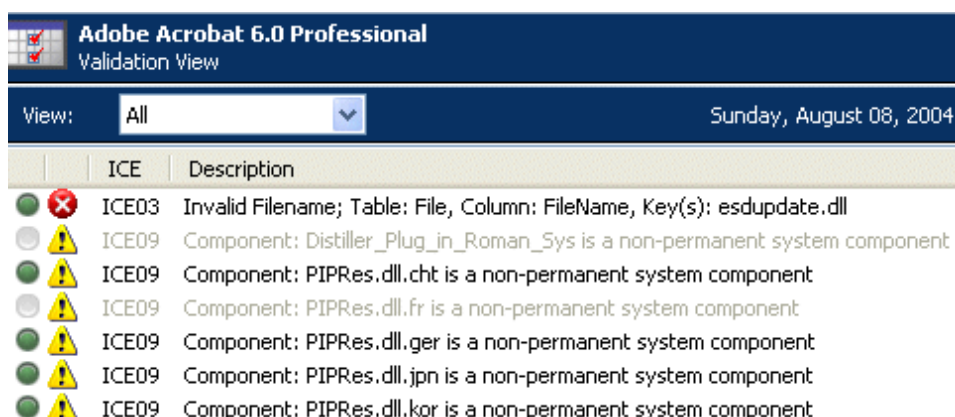 Adobe Acrobat 6.0 Professional
Validation View
View: All Sunday, August 08, 2004
ICE Description
ICE03 Invalid Filename; Table: File, Column: FileName, Key(s): esdupdate.dll
ICE09 Component: Distiller_Plug_in_Roman_Sys is a non-permanent system component
ICE09 Component: PIPRes.dll.cht is a non-permanent system component
ICE09 Component: PIPRes.dll.fr is a non-permanent system component
ICE09 Component: PIPRes.dll.ger is a non-permanent system component
ICE09 Component: PIPRes.dll.jpn is a non-permanent system component
ICE09 Component: PIPRes.dll.kor is a non-permanent system component